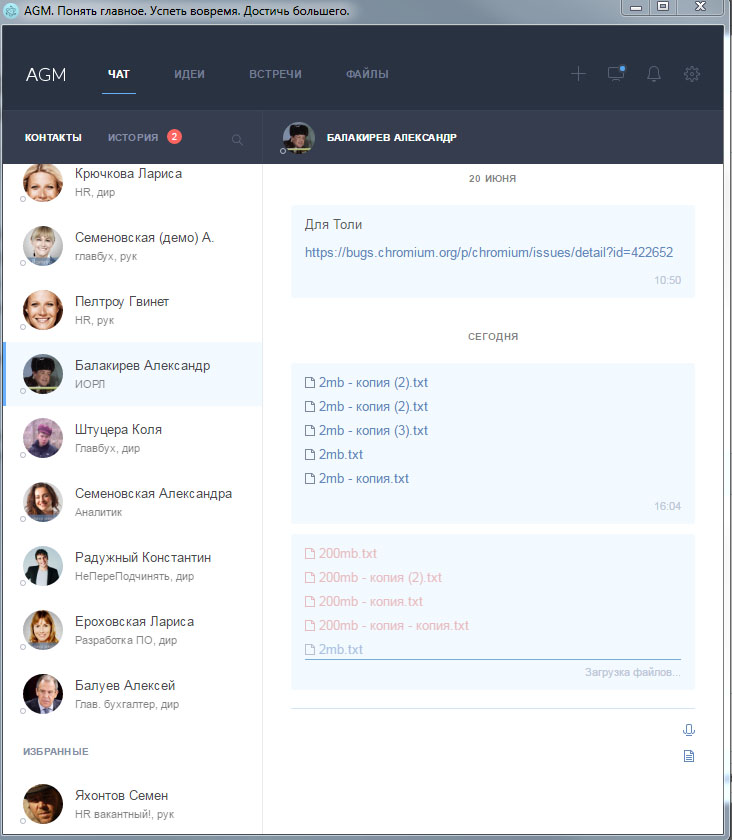 AGM. Понять главное. Успеть вовремя. Достичь большего.
AGM ЧАТ ИДЕИ ВСТРЕЧИ ФАЙЛЫ
КОНТАКТЫ ИСТОРИЯ 2
БАЛАКИРЕВ АЛЕКСАНДР
Крючкова Лариса
HR, дир
Семеновская (демо) А.
главбух, рук
Пелтроу Гвинет
HR, рук
Балакирев Александр
ИОРЛ
Штуцера Коля
Главбух, дир
Семеновская Александра
Аналитик
Радужный Константин
НеПереПодчинять, дир
Ероховская Лариса
Разработка ПО, дир
Балуев Алексей
Глав. бухгалтер, дир
ИЗБРАННЫЕ
Яхонтов Семен
HR вакантный!, рук
20 ИЮНЯ
Для Толи
https://bugs.chromium.org/p/chromium/issues/detail?id=422652
10:50
СЕГОДНЯ
2mb - копия (2).txt
2mb - копия (2).txt
2mb - копия (3).txt
2mb.txt
2mb - копия.txt
16:04
200mb.txt
200mb - копия (2).txt
200mb - копия.txt
200mb - копия - копия.txt
2mb.txt
Загрузка файлов...